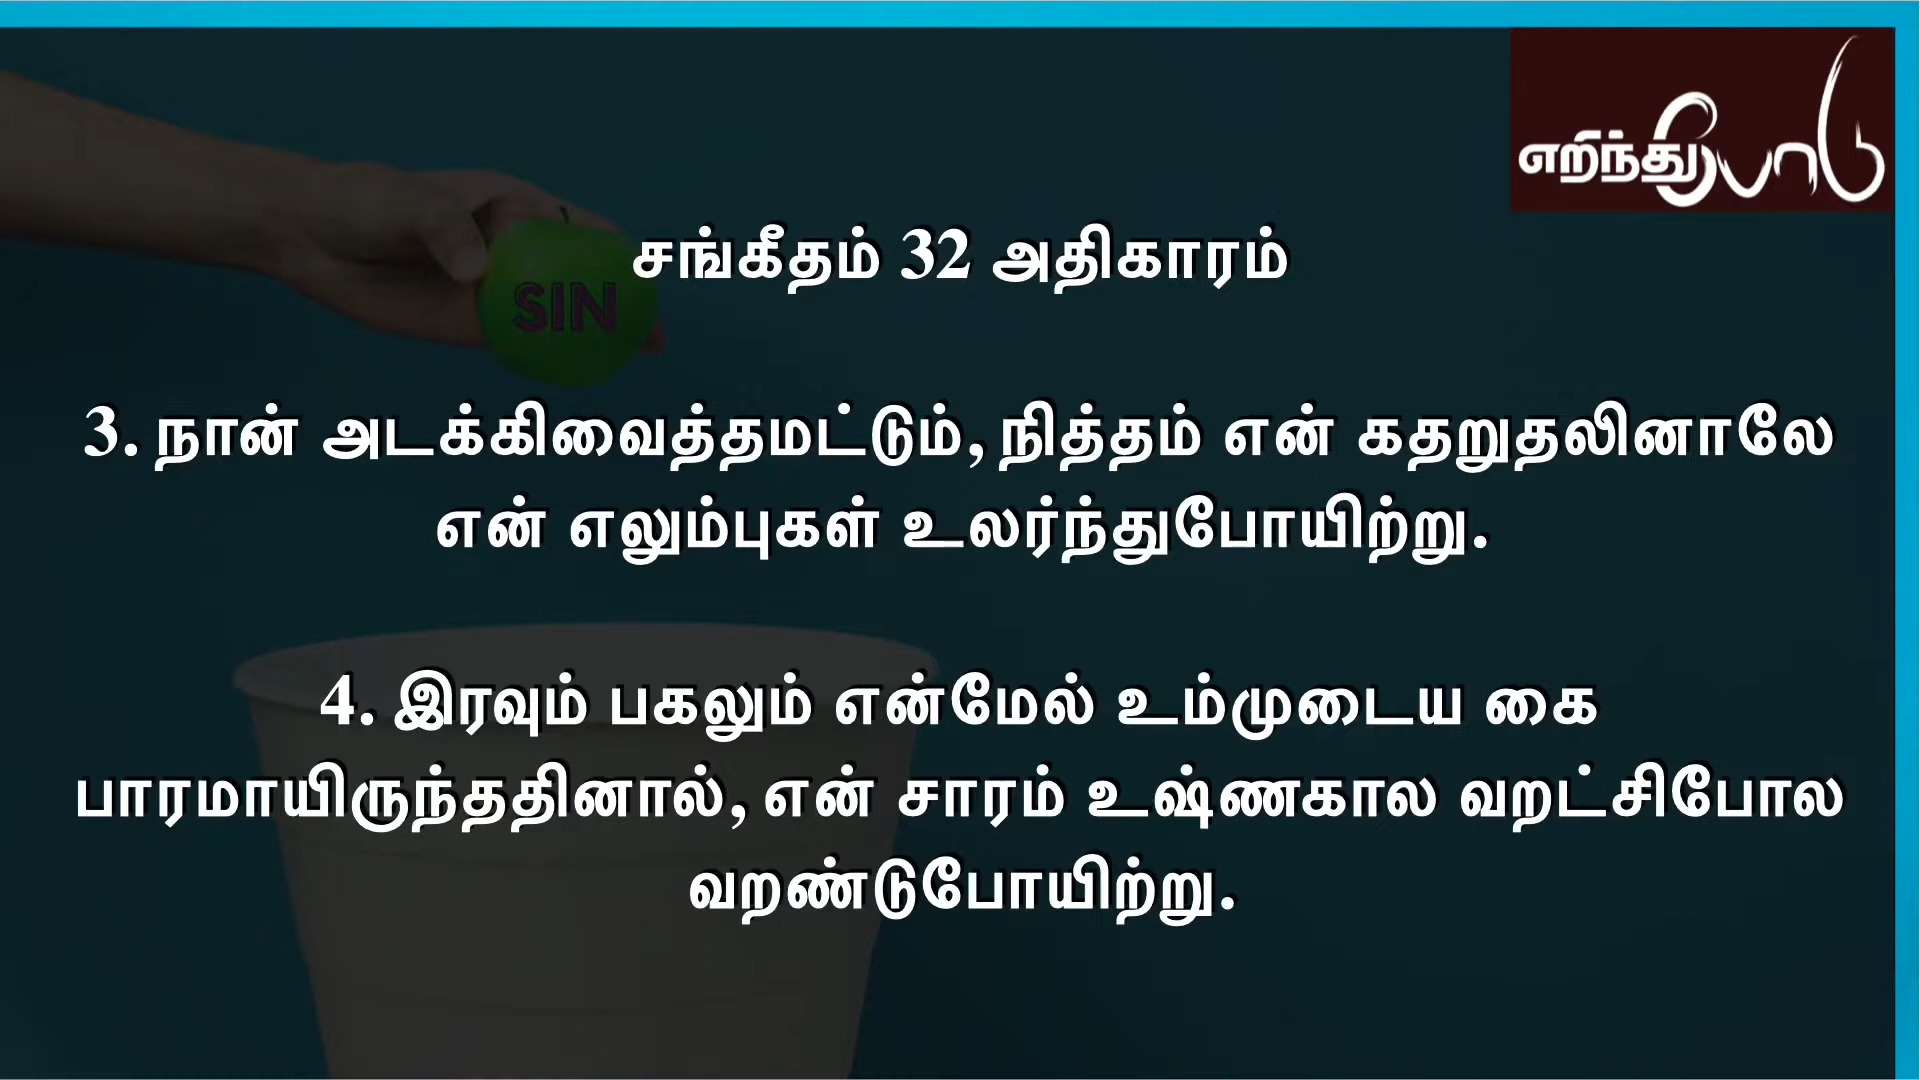 எறிந்துபோடு
சங்கீதம் 32 அதிகாரம்
SIN
3. நான் அடக்கிவைத்தமட்டும், நித்தம் என் கதறுதலினாலே
என் எலும்புகள் உலர்ந்துபோயிற்று.
4. இரவும் பகலும் என்மேல் உம்முடைய கை
பாரமாயிருந்ததினால், என் சாரம் உஷ்ணகால வறட்சிபோல
வறண்டுபோயிற்று.